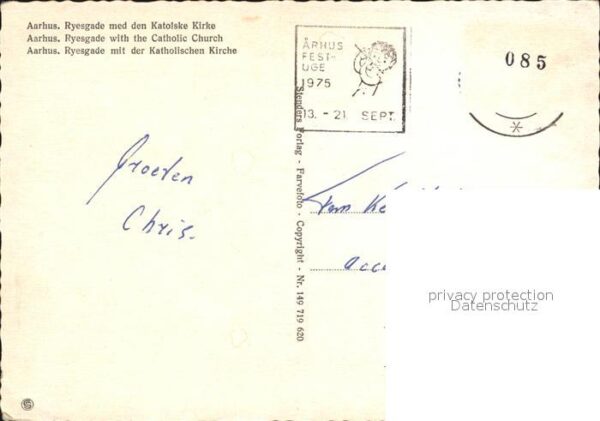 Aarhus. Ryesgade med den Katolske Kirke
Aarhus. Ryesgade with the Catholic Church
Aarhus. Ryesgade mit der Katholischen Kirche
ÅRHUS
FEST-
UGE
1975
13. - 21. SEPT.
085
Groeten
Chris.
Stenders Forlag - Farvefoto - Copyright - Nr. 149 719 620
privacy protection
Datenschutz